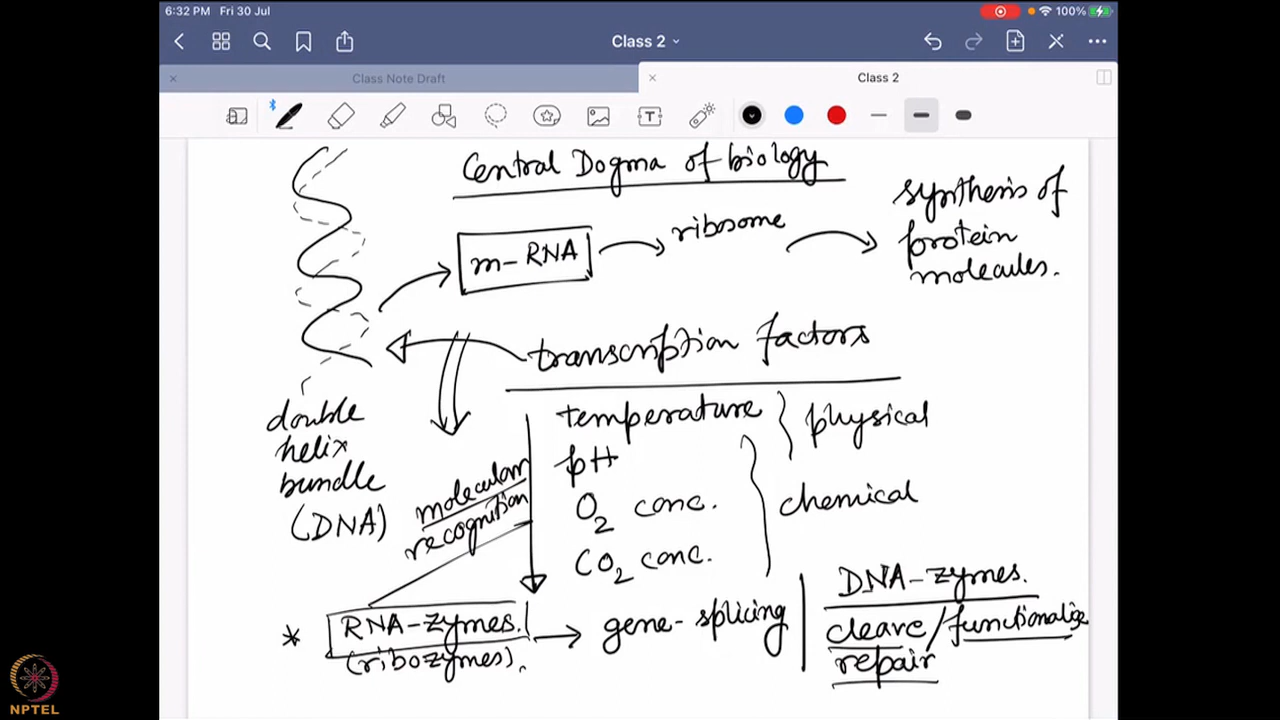 6:32 PM Fri 30 Jul
100%
Class 2
Class Note Draft
Class 2
Central Dogma of biology
m-RNA
ribosome
synthesis of
protein
molecules.
transcription factors
double
helix
bundle
(DNA)
temperature
physical
pH
O2 conc.
CO2 conc.
chemical
molecular
recognition
* RNA-zymes.
(ribozymes).
gene-splicing
DNA-zymes.
cleave/functionalize
repair
NPTEL